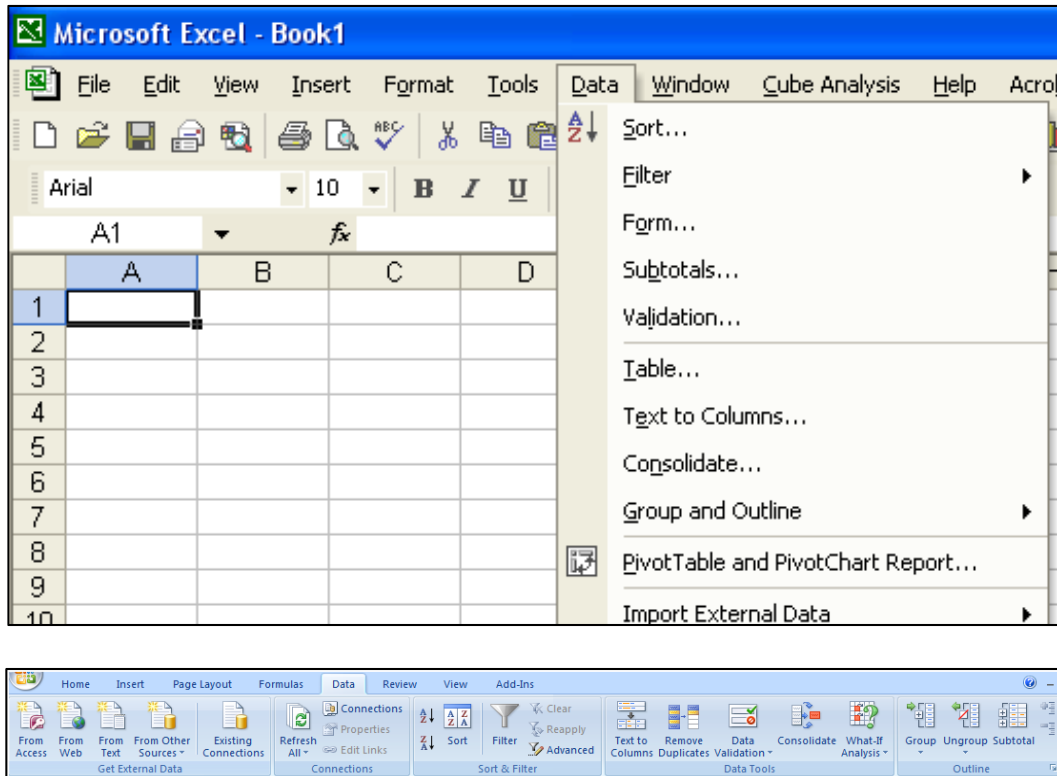 Microsoft Excel - Book1
File Edit View Insert Format Tools Data Window Cube Analysis Help Acro
ABC
Sort...
Arial 10 B I U
Filter
A1 fx
Form...
A B C D
Subtotals...
1
Validation...
2
3
Table...
4
Text to Columns...
5
Consolidate...
6
7
Group and Outline
8
PivotTable and PivotChart Report...
9
10
Import External Data
Home Insert Page Layout Formulas Data Review View Add-Ins
From Access
From Web
From Text
From Other Sources
Existing Connections
Get External Data
Refresh All
Connections
Properties
Edit Links
Connections
Sort
Filter
Clear
Reapply
Advanced
Sort & Filter
Text to Columns
Remove Duplicates
Data Validation
Consolidate
What-If Analysis
Data Tools
Group
Ungroup
Subtotal
Outline